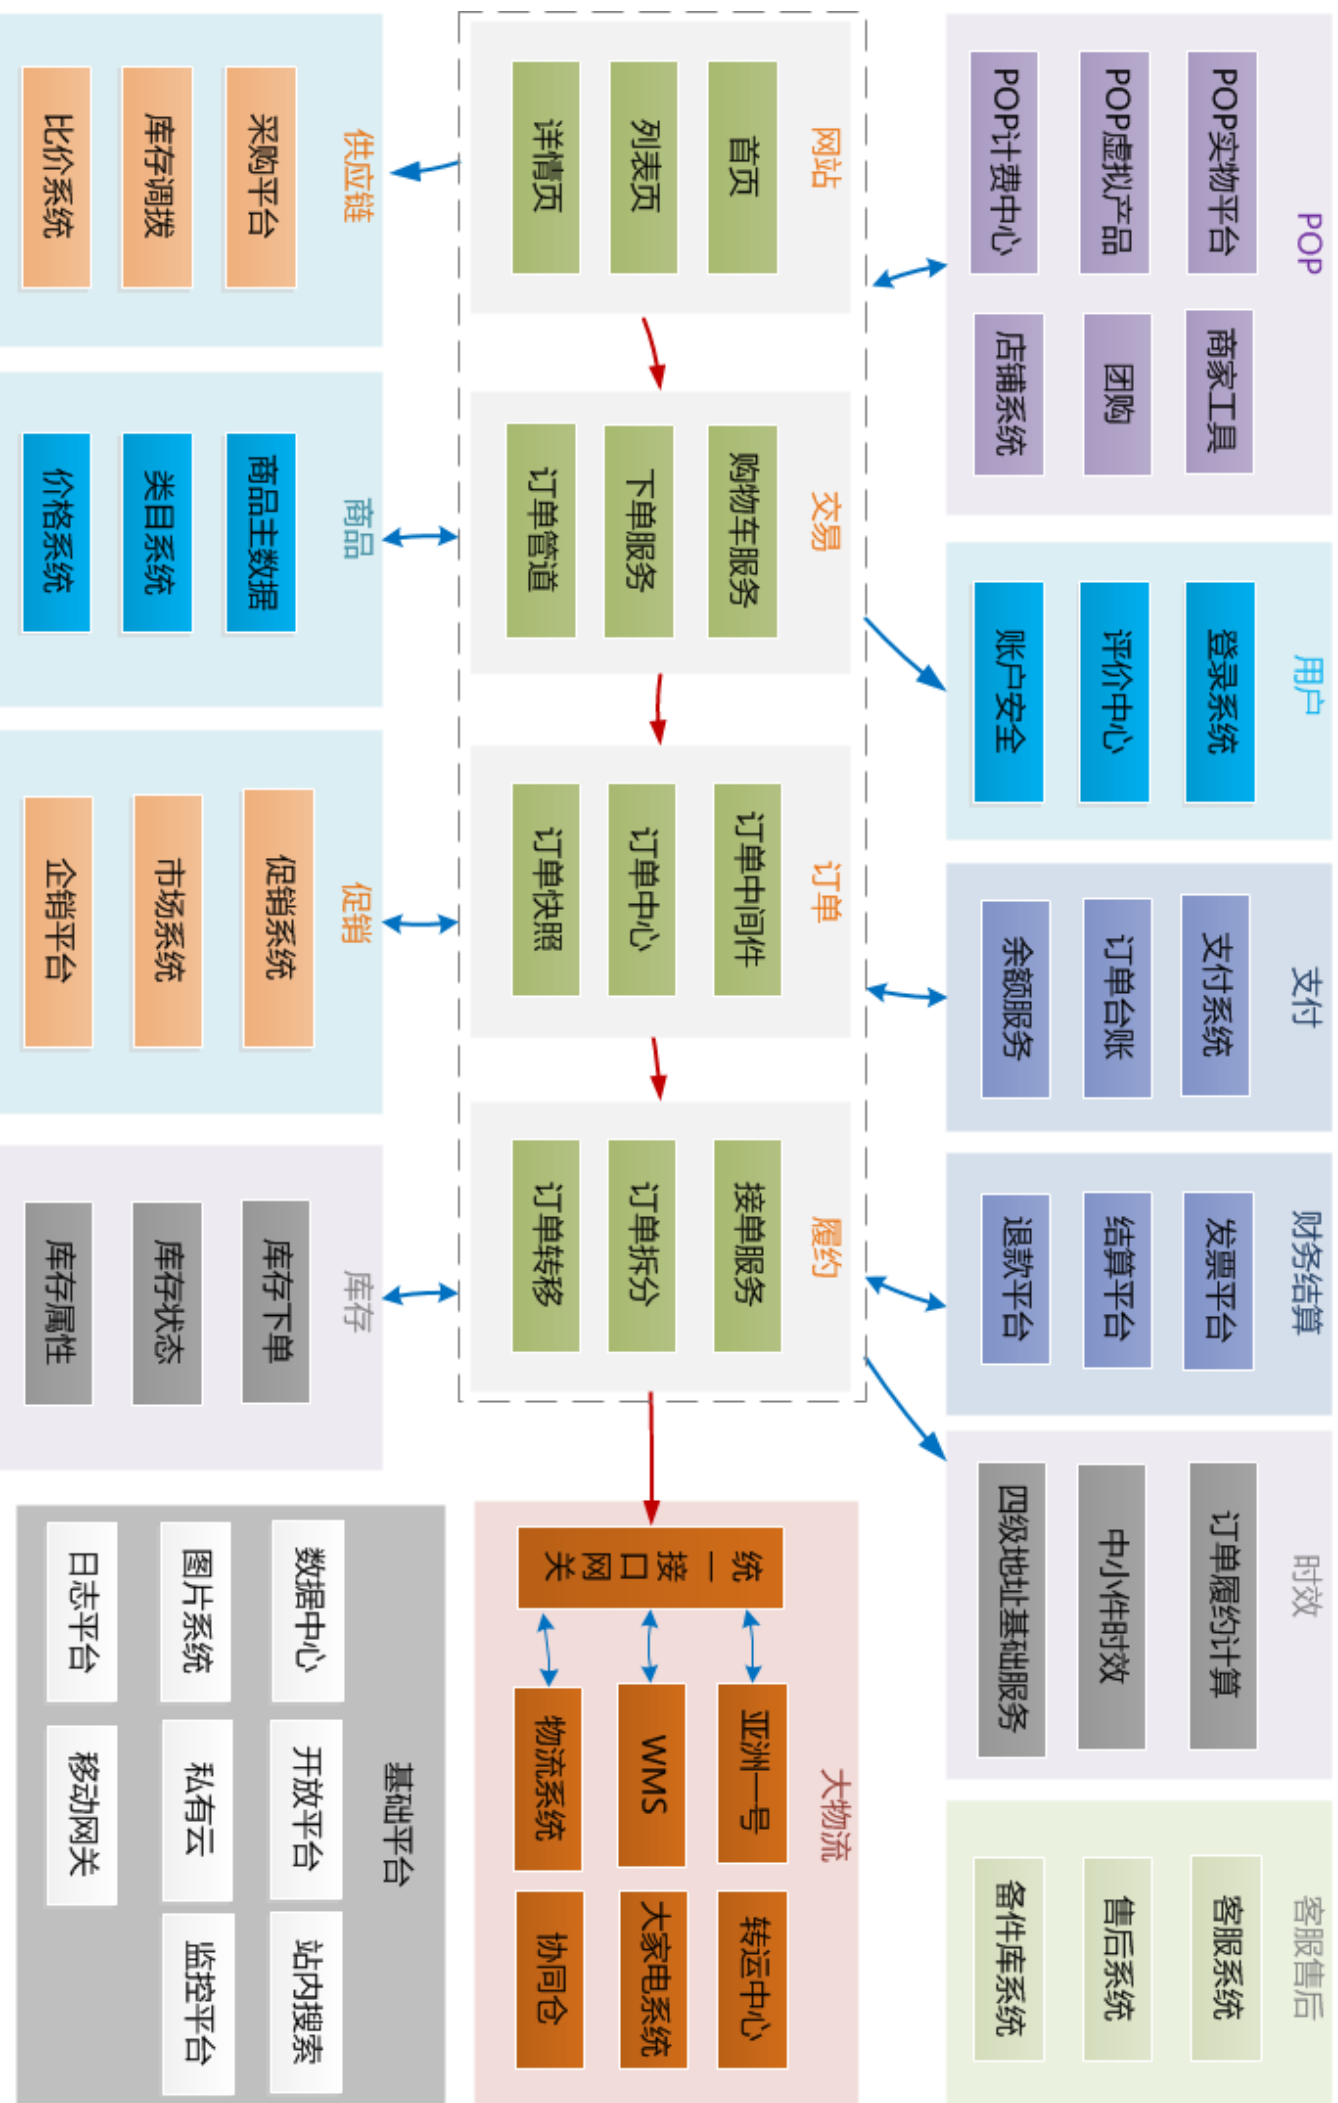 POP
POP实物平台
商家工具
POP虚拟产品
团购
POP计费中心
店铺系统
用户
登录系统
评价中心
账户安全
支付
支付系统
订单台账
余额服务
财务结算
发票平台
结算平台
退款平台
时效
订单履约计算
中小件时效
四级地址基础服务
客服售后
客服系统
售后系统
备件库系统
网站
首页
列表页
详情页
交易
购物车服务
下单服务
订单管道
订单
订单中间件
订单中心
订单快照
履约
接单服务
订单拆分
订单转移
大物流
统一接口网关
亚洲一号
转运中心
WMS
大家电系统
物流系统
协同仓
供应链
采购平台
库存调拨
比价系统
商品
商品主数据
类目系统
价格系统
促销
促销系统
市场系统
企销平台
库存
库存下单
库存状态
库存属性
基础平台
数据中心
开放平台
站内搜索
图片系统
私有云
监控平台
日志平台
移动网关